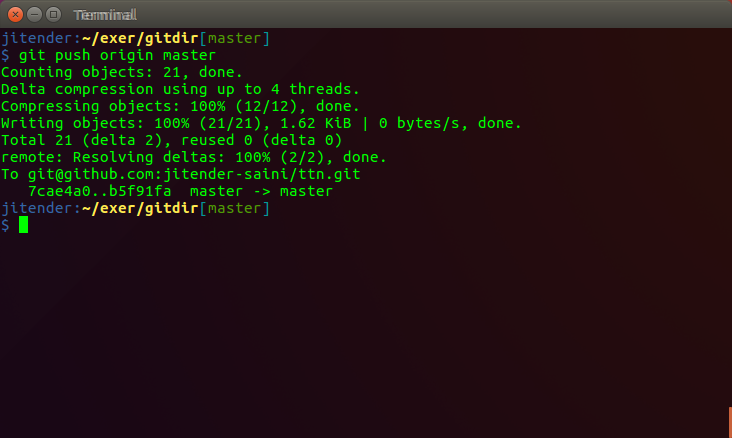 Terminal
jitender:~/exer/gitdir[master]
$ git push origin master
Counting objects: 21, done.
Delta compression using up to 4 threads.
Compressing objects: 100% (12/12), done.
Writing objects: 100% (21/21), 1.62 KiB | 0 bytes/s, done.
Total 21 (delta 2), reused 0 (delta 0)
remote: Resolving deltas: 100% (2/2), done.
To git@github.com:jitender-saini/ttn.git
   7cae4a0..b5f91fa  master -> master
jitender:~/exer/gitdir[master]
$